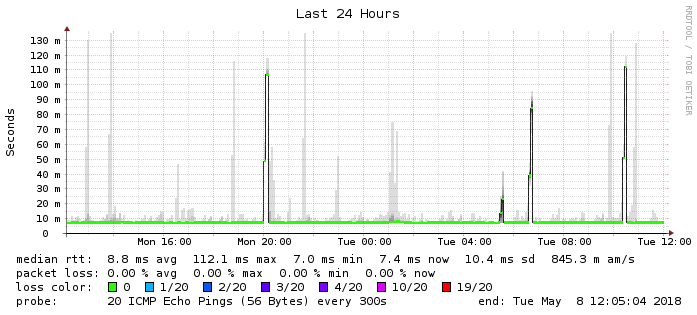 Last 24 Hours
RRDTOOL / TOBI OETIKER
Seconds
130 m
120 m
110 m
100 m
90 m
80 m
70 m
60 m
50 m
40 m
30 m
20 m
10 m
0
Mon 16:00 Mon 20:00 Tue 00:00 Tue 04:00 Tue 08:00 Tue 12:00
median rtt: 8.8 ms avg 112.1 ms max 7.0 ms min 7.4 ms now 10.4 ms sd 845.3 m am/s
packet loss: 0.00 % avg 0.00 % max 0.00 % min 0.00 % now
loss color: 0 1/20 2/20 3/20 4/20 10/20 19/20
probe: 20 ICMP Echo Pings (56 Bytes) every 300s end: Tue May 8 12:05:04 2018